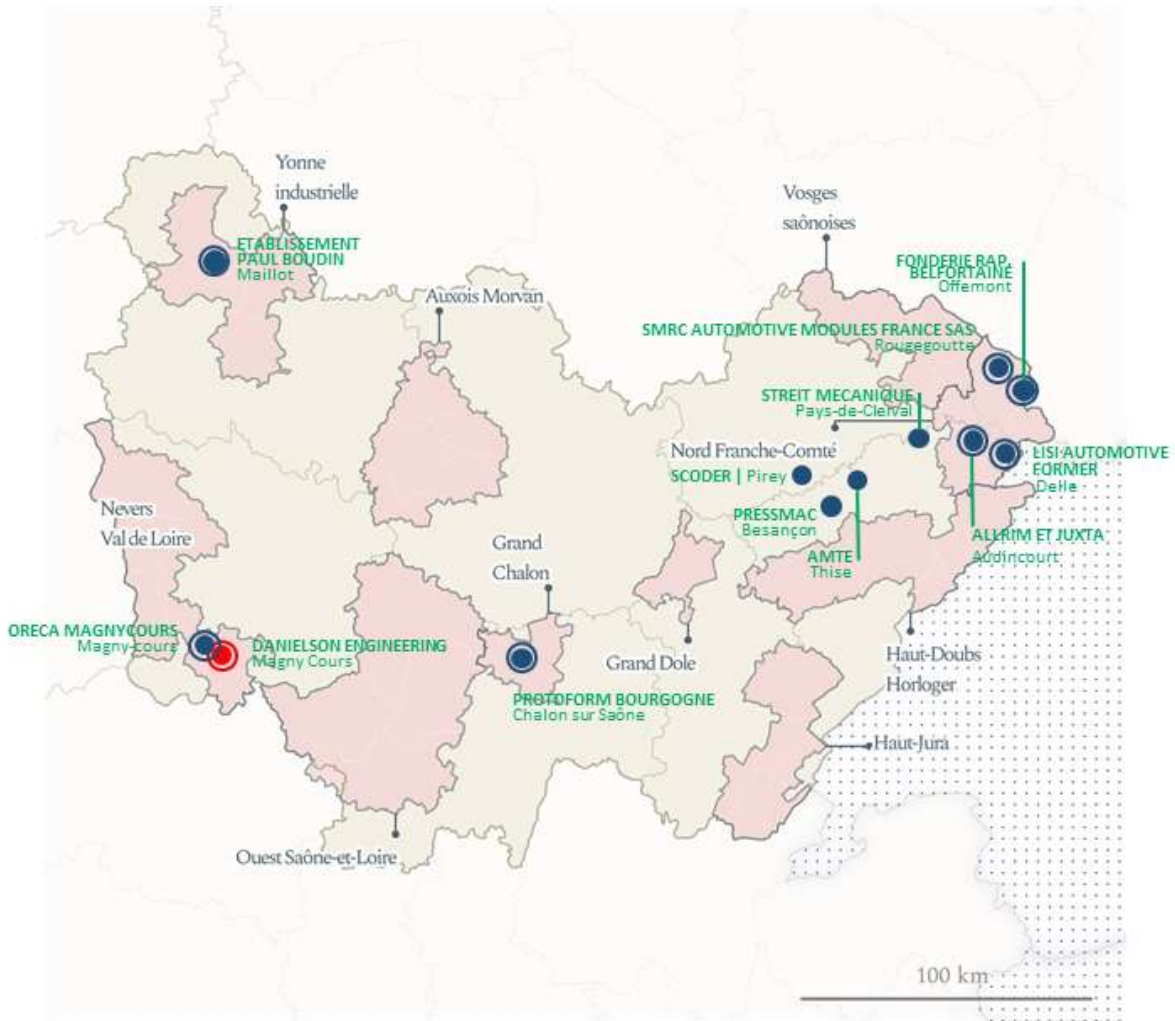 Yonne
industrielle
ETABLISSEMENT
PAUL BOUDIN
Maillot
Vosges
saônoises
FONDERIE RAP.
BELFORTAINE
Offemont
Auxois Morvan
SMRC AUTOMOTIVE MODULES FRANCE SAS
Rougegoutte
STREIT MECANIQUE
Pays-de-Clerval
Nord Franche-Comté
SCODER | Pirey
LISI AUTOMOTIVE
FORMER
Delle
PRESSMAC
Besançon
Nevers
Val de Loire
Grand
Chalon
AMTE
Thise
ALLRIM ET JUXTA
Audincourt
ORECA MAGNYCOURS
Magny-cours
DANIELSON ENGINEERING
Magny Cours
Grand Dole
Haut-Doubs
Horloger
PROTOFORM BOURGOGNE
Chalon sur Saône
Haut-Jura
Ouest Saône-et-Loire
100 km